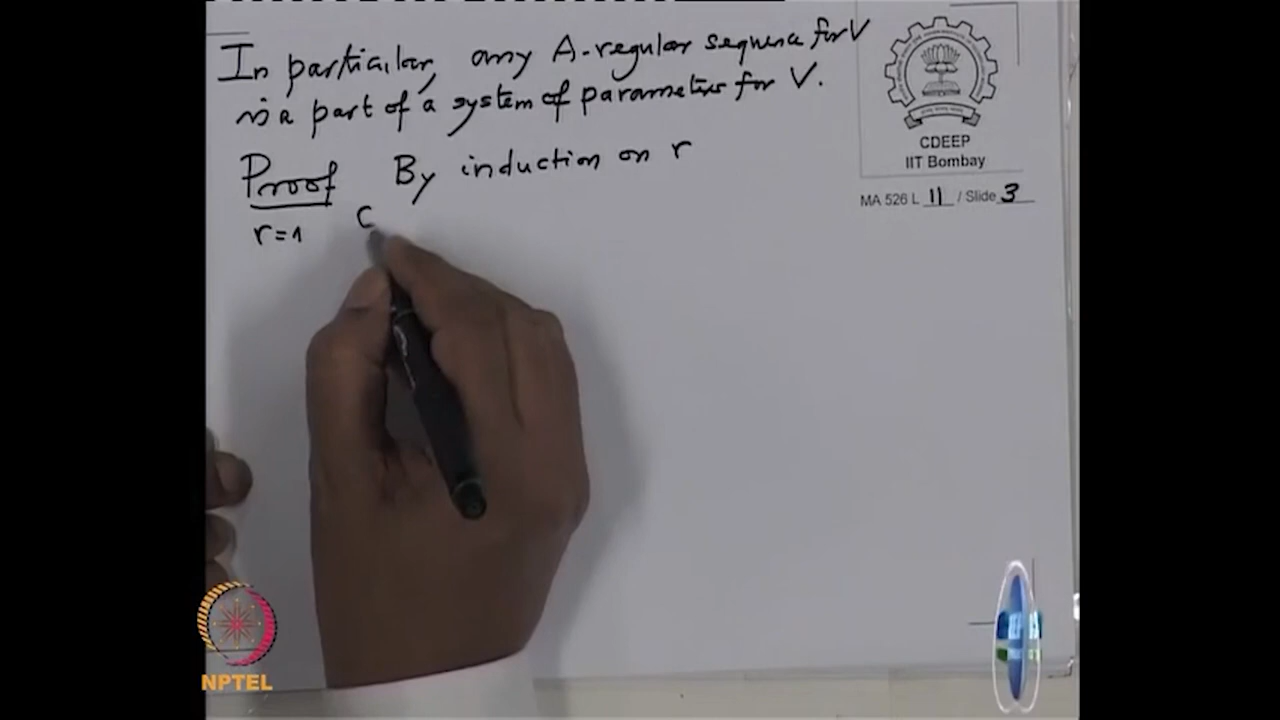 In particular, any A-regular sequence for V
is a part of a system of parameters for V.
Proof By induction on r
r=1 C
CDEEP
IIT Bombay
MA 526 L 11 / Slide 3
NPTEL